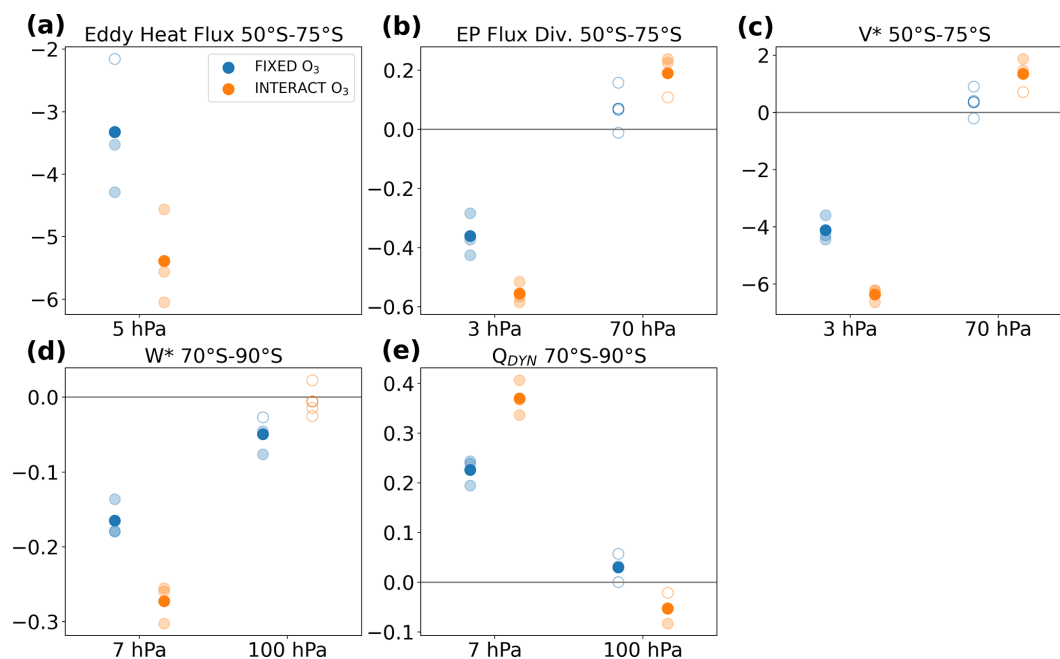 (a)
Eddy Heat Flux 50°S-75°S
−2
−3
−4
−5
−6
5 hPa
FIXED O₃
INTERACT O₃
(b)
EP Flux Div. 50°S-75°S
0.2
0.0
−0.2
−0.4
−0.6
3 hPa
70 hPa
(c)
V* 50°S-75°S
2
0
−2
−4
−6
3 hPa
70 hPa
(d)
W* 70°S-90°S
0.0
−0.1
−0.2
−0.3
7 hPa
100 hPa
(e)
Q_DYN 70°S-90°S
0.4
0.3
0.2
0.1
0.0
−0.1
7 hPa
100 hPa